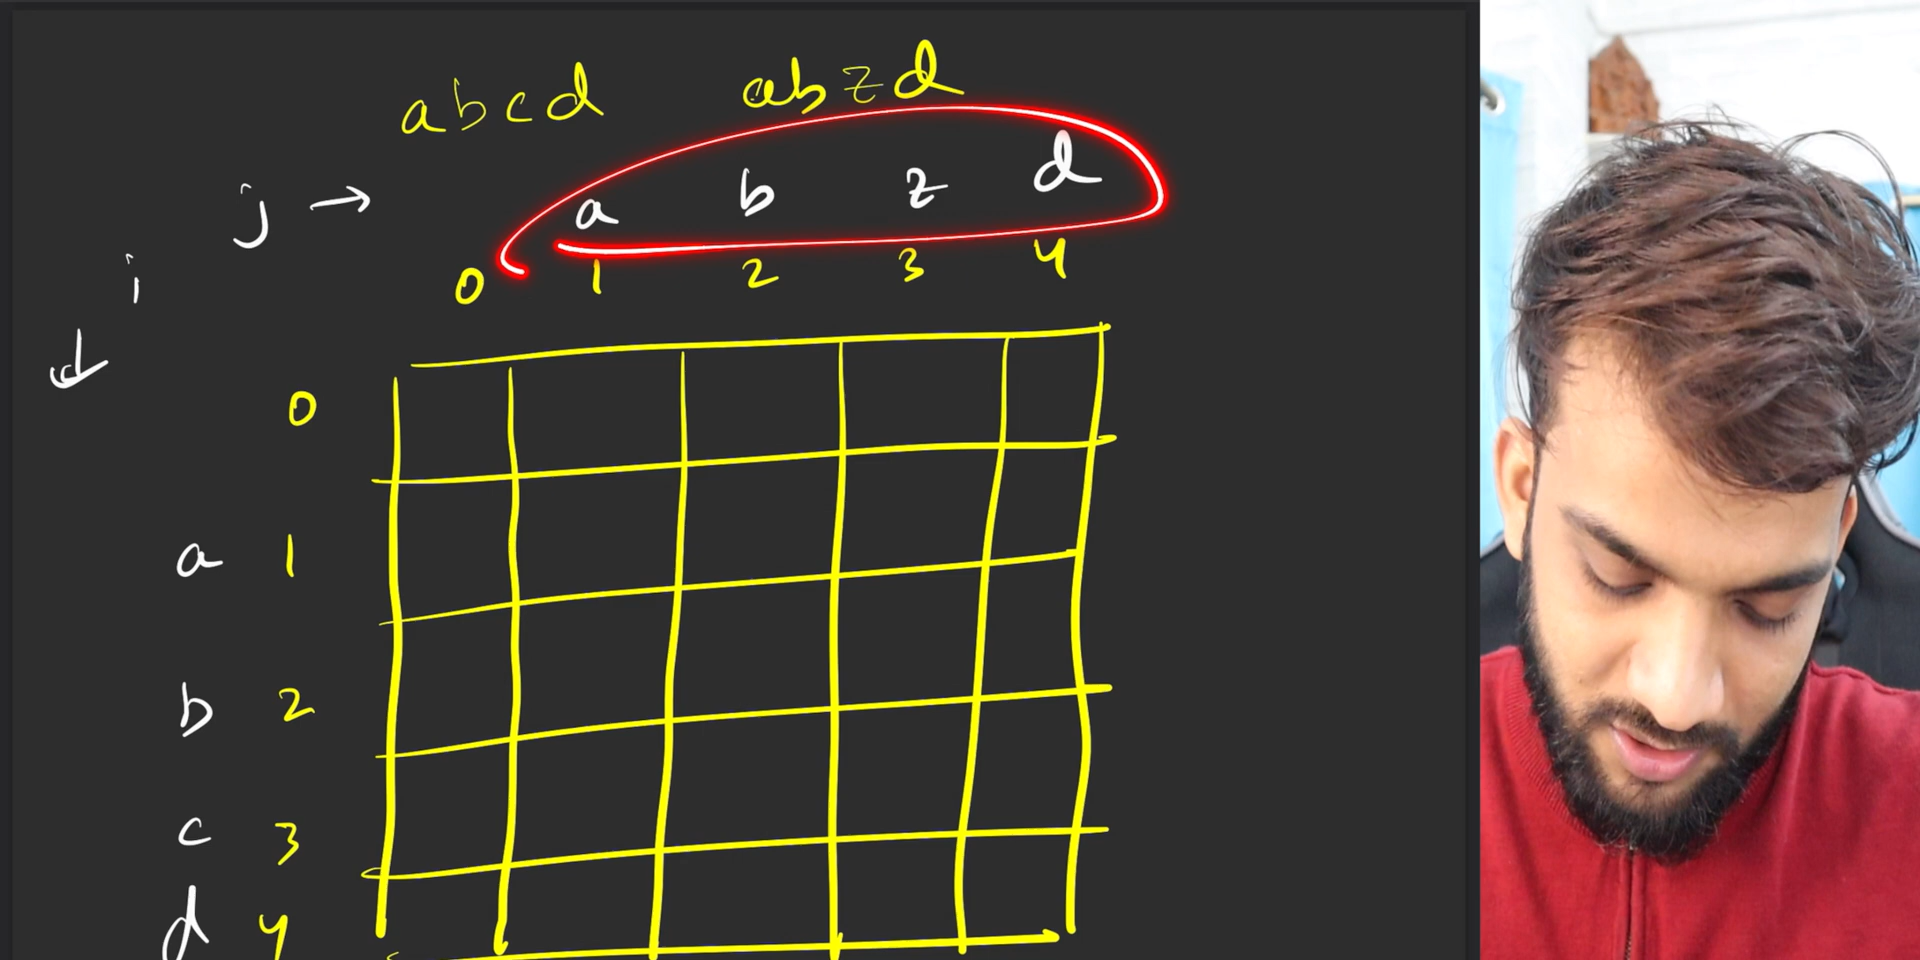 abcd abzd
j → a b z d
i
0 1 2 3 4
0
a 1
b 2
c 3
d 4